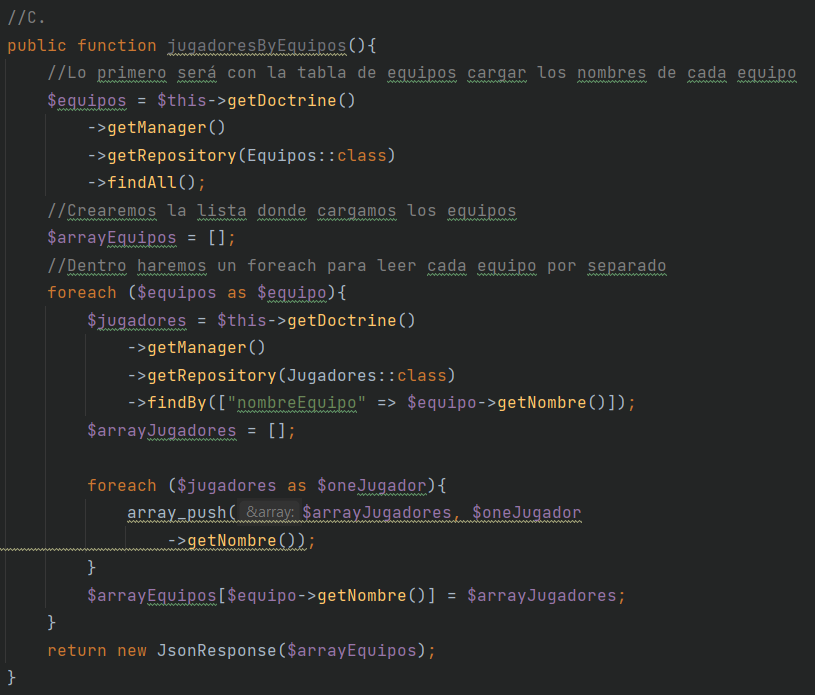 //C.
public function jugadoresByEquipos(){
//Lo primero será con la tabla de equipos cargar los nombres de cada equipo
$equipos = $this->getDoctrine()
->getManager()
->getRepository(Equipos::class)
->findAll();
//Crearemos la lista donde cargamos los equipos
$arrayEquipos = [];
//Dentro haremos un foreach para leer cada equipo por separado
foreach ($equipos as $equipo){
$jugadores = $this->getDoctrine()
->getManager()
->getRepository(Jugadores::class)
->findBy(["nombreEquipo" => $equipo->getNombre()]);
$arrayJugadores = [];
foreach ($jugadores as $oneJugador){
array_push( &array: $arrayJugadores, $oneJugador
->getNombre());
}
$arrayEquipos[$equipo->getNombre()] = $arrayJugadores;
}
return new JsonResponse($arrayEquipos);
}